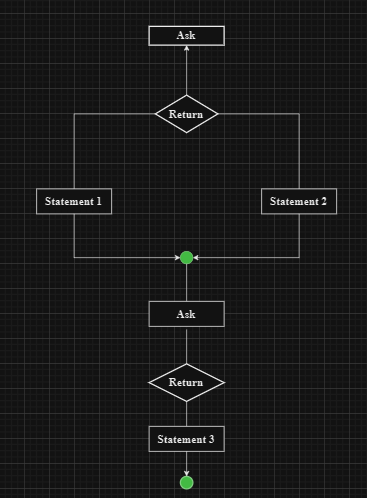 Ask
Return
Statement 1
Statement 2
Ask
Return
Statement 3